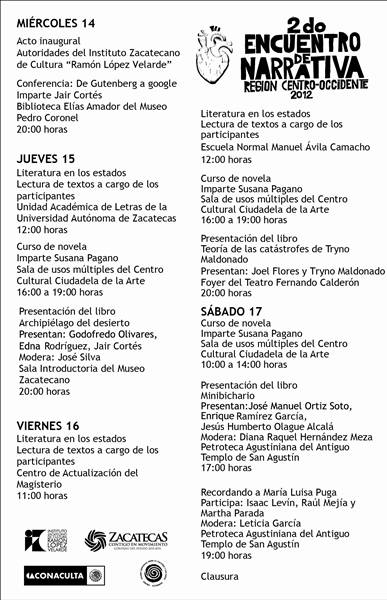 MIÉRCOLES 14
Acto inaugural
Autoridades del Instituto Zacatecano
de Cultura “Ramón López Velarde”
Conferencia: De Gutenberg a google
Imparte Jair Cortés
Biblioteca Elías Amador del Museo
Pedro Coronel
20:00 horas
JUEVES 15
Literatura en los estados
Lectura de textos a cargo de los
participantes
Unidad Académica de Letras de la
Universidad Autónoma de Zacatecas
12:00 horas
Curso de novela
Imparte Susana Pagano
Sala de usos múltiples del Centro
Cultural Ciudadela de la Arte
16:00 a 19:00 horas
Presentación del libro
Archipiélago del desierto
Presentan: Godofredo Olivares,
Edna Rodríguez, Jair Cortés
Modera: José Silva
Sala Introductoria del Museo
Zacatecano
20:00 horas
VIERNES 16
Literatura en los estados
Lectura de textos a cargo de los
participantes
Centro de Actualización del
Magisterio
11:00 horas
2do
ENCUENTRO
DE
NARRATIVA
REGION CENTRO-OCCIDENTE
2012
Literatura en los estados
Lectura de textos a cargo de los
participantes
Escuela Normal Manuel Ávila Camacho
12:00 horas
Curso de novela
Imparte Susana Pagano
Sala de usos múltiples del Centro
Cultural Ciudadela de la Arte
16:00 a 19:00 horas
Presentación del libro
Teoría de las catástrofes de Tryno
Maldonado
Presentan: Joel Flores y Tryno Maldonado
Foyer del Teatro Fernando Calderón
20:00 horas
SÁBADO 17
Curso de novela
Imparte Susana Pagano
Sala de usos múltiples del Centro
Cultural Ciudadela de la Arte
10:00 a 14:00 horas
Presentación del libro
Minibichario
Presentan:José Manuel Ortiz Soto,
Enrique Ramírez García,
Jesús Humberto Olague Alcalá
Modera: Diana Raquel Hernández Meza
Petroteca Agustiniana del Antiguo
Templo de San Agustín
17:00 horas
Recordando a María Luisa Puga
Participa: Isaac Levín, Raúl Mejía y
Martha Parada
Modera: Leticia García
Petroteca Agustiniana del Antiguo
Templo de San Agustín
19:00 horas
Clausura
INSTITUTO
ZACATECANO
DE CULTURA
RAMÓN
LÓPEZ
VELARDE
ZACATECAS
CONTIGO EN MOVIMIENTO
CONACULTA